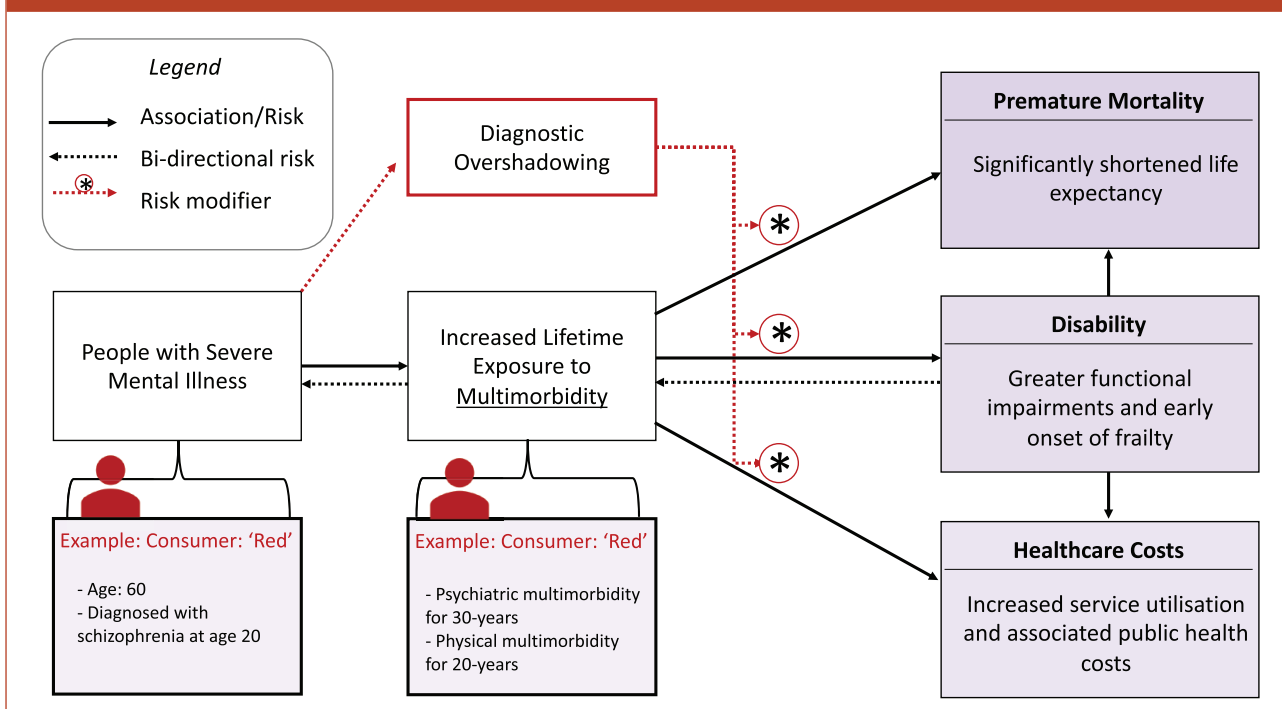 Legend
Association/Risk
Bi-directional risk
*
Risk modifier
Diagnostic
Overshadowing
People with Severe
Mental Illness
Increased Lifetime
Exposure to
Multimorbidity
*
*
*
Premature Mortality
Significantly shortened life
expectancy
Disability
Greater functional
impairments and early
onset of frailty
Healthcare Costs
Increased service utilisation
and associated public health
costs
Example: Consumer: ‘Red’
- Age: 60
- Diagnosed with
schizophrenia at age 20
Example: Consumer: ‘Red’
- Psychiatric multimorbidity
for 30-years
- Physical multimorbidity
for 20-years